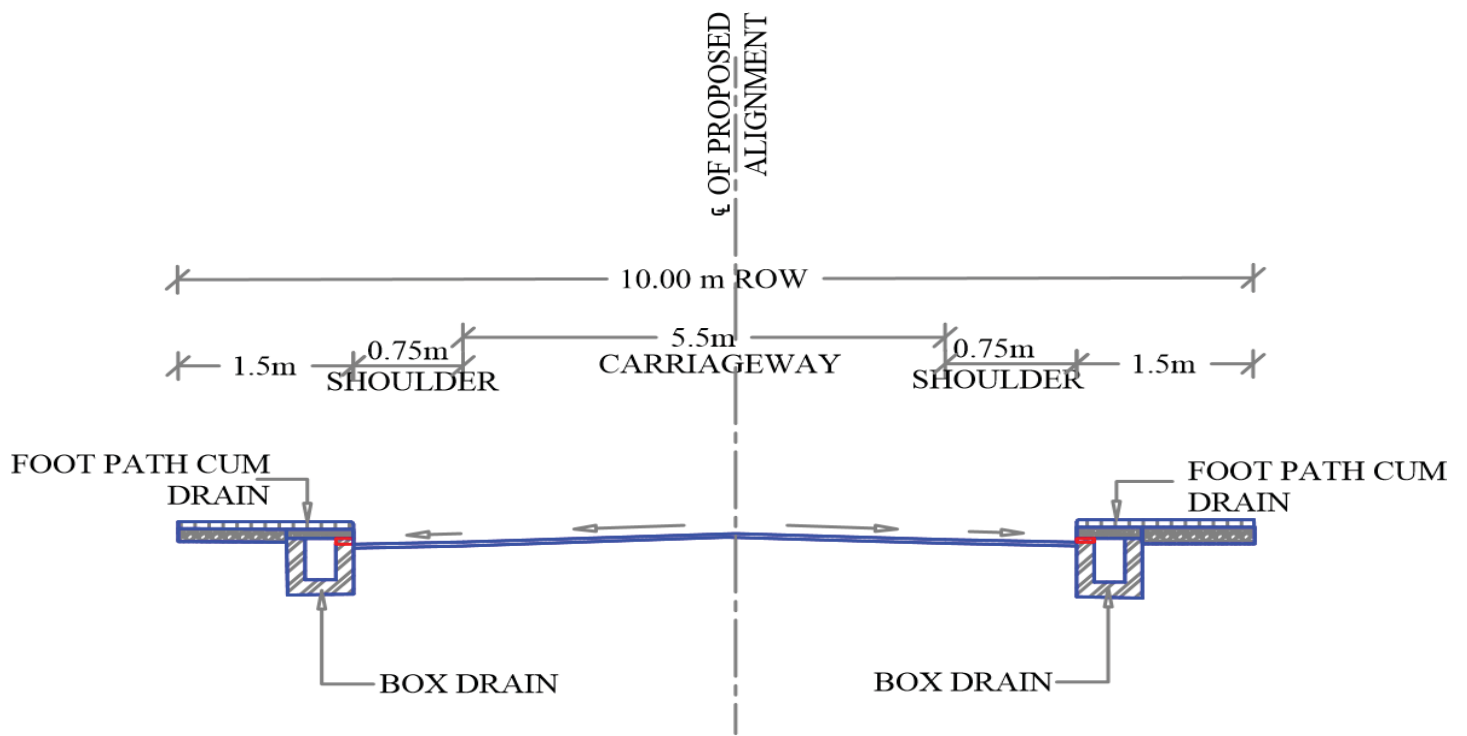 ℄ OF PROPOSED
ALIGNMENT
10.00 m ROW
5.5m
CARRIAGEWAY
0.75m
SHOULDER
0.75m
SHOULDER
1.5m
1.5m
FOOT PATH CUM
DRAIN
FOOT PATH CUM
DRAIN
BOX DRAIN
BOX DRAIN